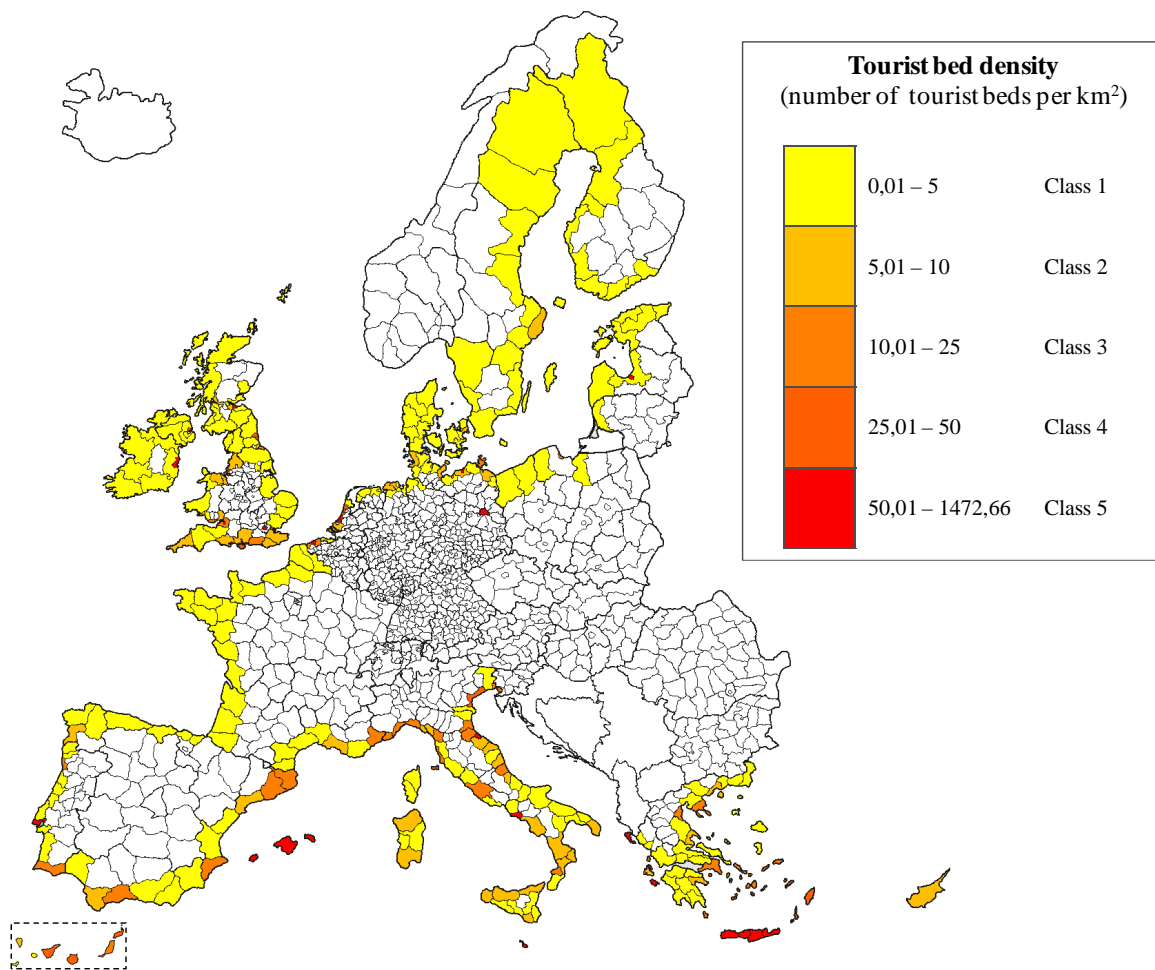 Tourist bed density
(number of tourist beds per km²)
0,01 – 5 Class 1
5,01 – 10 Class 2
10,01 – 25 Class 3
25,01 – 50 Class 4
50,01 – 1472,66 Class 5